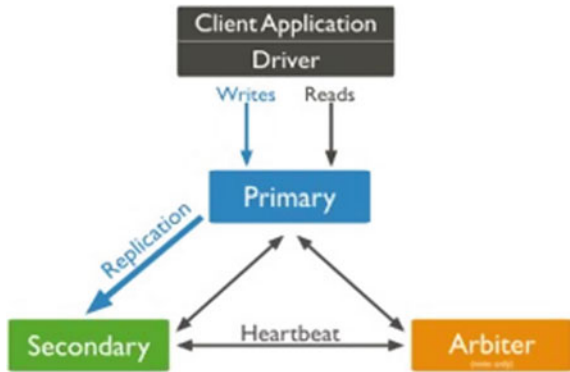 Client Application
Driver
Writes
Reads
Primary
Replication
Secondary
Heartbeat
Arbiter